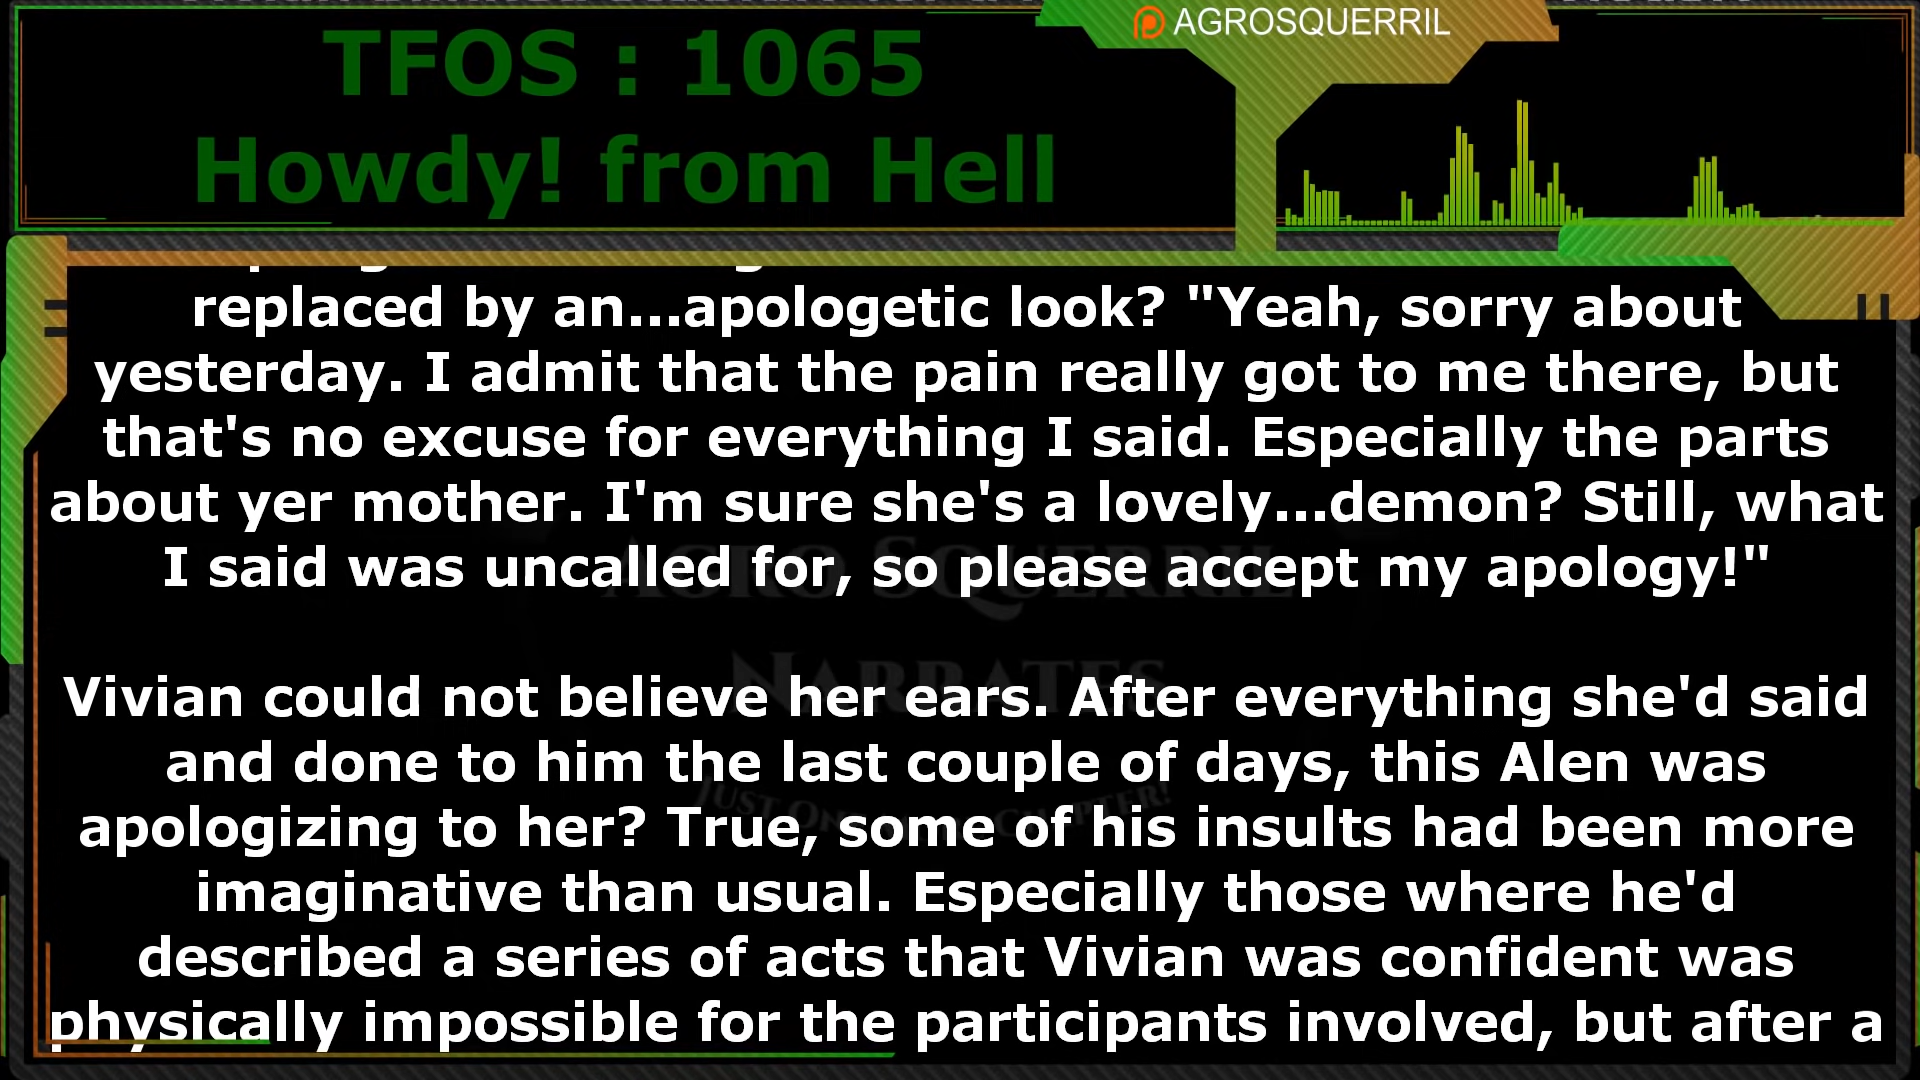 AGROSQUERRIL
TFOS : 1065
Howdy! from Hell
replaced by an...apologetic look? "Yeah, sorry about
yesterday. I admit that the pain really got to me there, but
that's no excuse for everything I said. Especially the parts
about yer mother. I'm sure she's a lovely...demon? Still, what
I said was uncalled for, so please accept my apology!"
Agro Squerril
Narrates
Vivian could not believe her ears. After everything she'd said
and done to him the last couple of days, this Alen was
apologizing to her? True, some of his insults had been more
imaginative than usual. Especially those where he'd
described a series of acts that Vivian was confident was
physically impossible for the participants involved, but after a